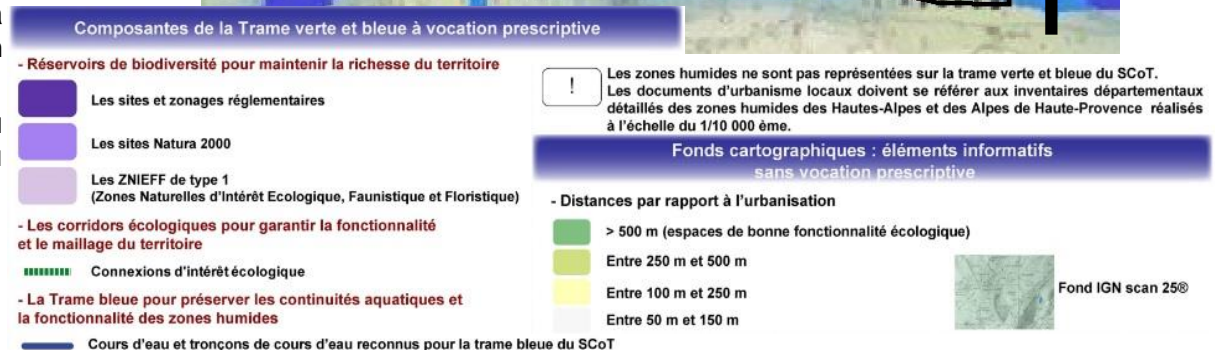 Composantes de la Trame verte et bleue à vocation prescriptive
- Réservoirs de biodiversité pour maintenir la richesse du territoire
Les sites et zonages réglementaires
Les sites Natura 2000
Les ZNIEFF de type 1
(Zones Naturelles d'Intérêt Ecologique, Faunistique et Floristique)
- Les corridors écologiques pour garantir la fonctionnalité
et le maillage du territoire
Connexions d'intérêt écologique
- La Trame bleue pour préserver les continuités aquatiques et
la fonctionnalité des zones humides
Cours d'eau et tronçons de cours d'eau reconnus pour la trame bleue du SCoT
!
Les zones humides ne sont pas représentées sur la trame verte et bleue du SCoT.
Les documents d'urbanisme locaux doivent se référer aux inventaires départementaux
détaillés des zones humides des Hautes-Alpes et des Alpes de Haute-Provence réalisés
à l'échelle du 1/10 000 ème.
Fonds cartographiques : éléments informatifs
sans vocation prescriptive
- Distances par rapport à l'urbanisation
> 500 m (espaces de bonne fonctionnalité écologique)
Entre 250 m et 500 m
Entre 100 m et 250 m
Entre 50 m et 150 m
Fond IGN scan 25®